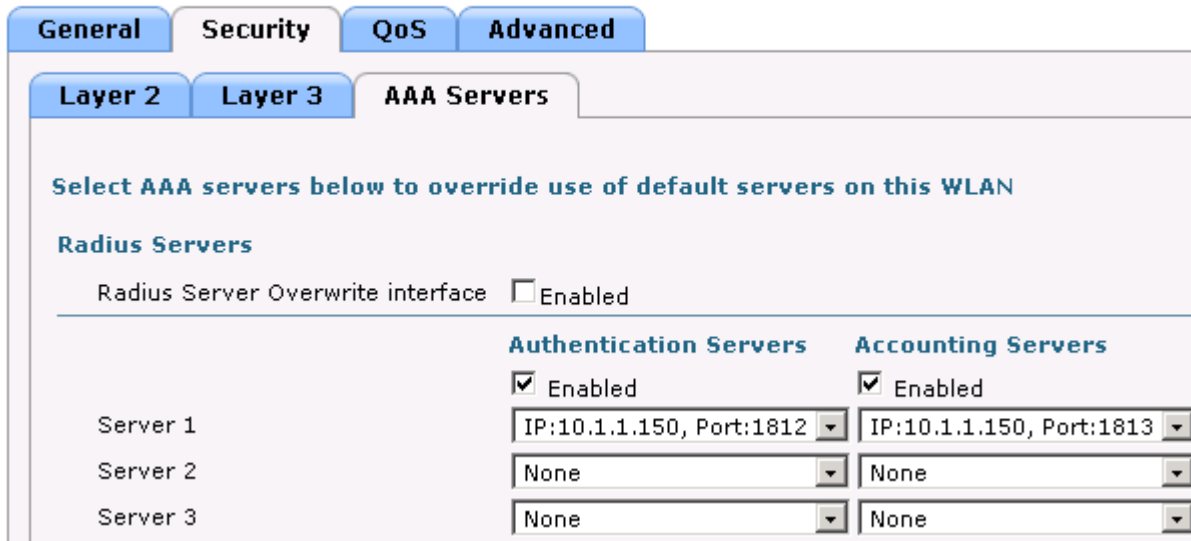 General Security QoS Advanced
Layer 2 Layer 3 AAA Servers
Select AAA servers below to override use of default servers on this WLAN
Radius Servers
Radius Server Overwrite interface Enabled
Authentication Servers Accounting Servers
Enabled Enabled
Server 1 IP:10.1.1.150, Port:1812 IP:10.1.1.150, Port:1813
Server 2 None None
Server 3 None None